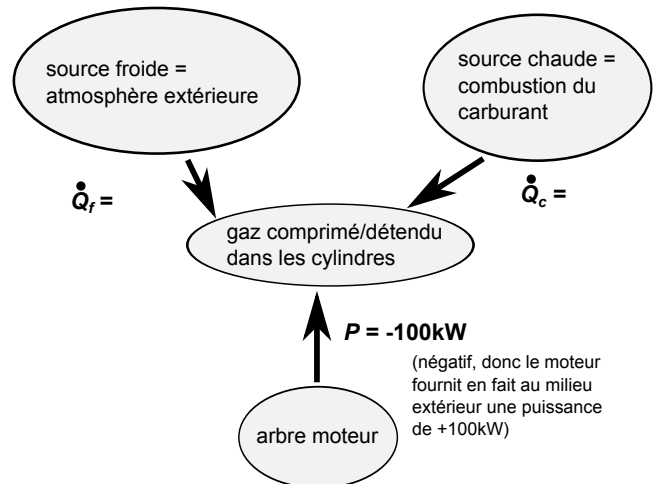 source froide =
atmosphère extérieure
source chaude =
combustion du
carburant
Q̇f =
Q̇c =
gaz comprimé/détendu
dans les cylindres
P = -100kW
(négatif, donc le moteur
fournit en fait au milieu
extérieur une puissance
de +100kW)
arbre moteur